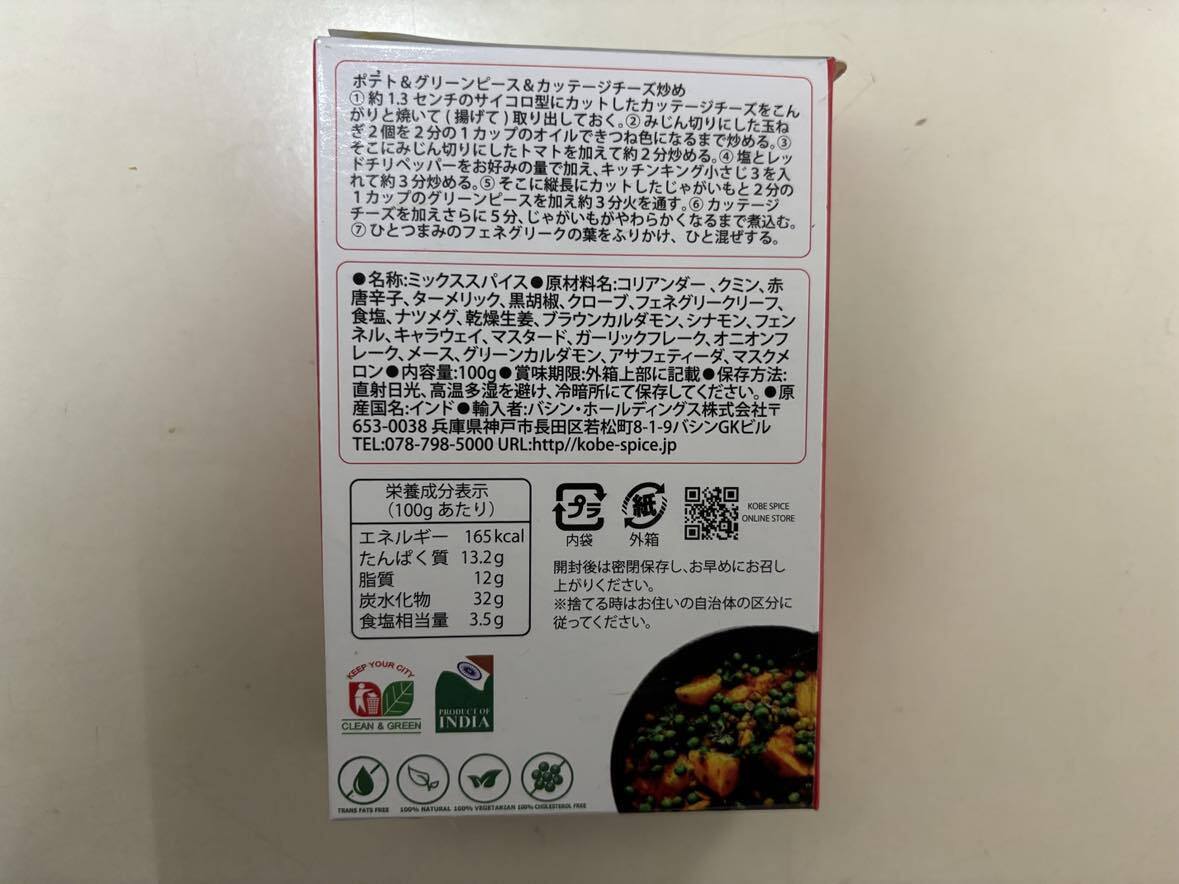 ポテト＆グリーンピース＆カッテージチーズ炒め
① 約 1.3 センチのサイコロ型にカットしたカッテージチーズをこん
がりと焼いて ( 揚げて ) 取り出しておく。② みじん切りにした玉ね
ぎ２個を２分の１カップのオイルできつね色になるまで炒める。③
そこにみじん切りにしたトマトを加えて約２分炒める。④ 塩とレッ
ドチリペッパーをお好みの量で加え、キッチンキング小さじ３を入
れて約３分炒める。⑤ そこに縦長にカットしたじゃがいもと２分の
１カップのグリーンピースを加え約３分火を通す。⑥ カッテージ
チーズを加えさらに５分、じゃがいもがやわらかくなるまで煮込む。
⑦ ひとつまみのフェネグリークの葉をふりかけ、ひと混ぜする。
●名称:ミックススパイス●原材料名:コリアンダー 、クミン、赤
唐辛子、ターメリック、黒胡椒、クローブ、フェネグリークリーフ、
食塩、ナツメグ、乾燥生姜、ブラウンカルダモン、シナモン、フェン
ネル、キャラウェイ、マスタード、ガーリックフレーク、オニオンフ
レーク、メース、グリーンカルダモン、アサフェティーダ、マスクメ
ロン●内容量:100g●賞味期限:外箱上部に記載●保存方法:
直射日光、高温多湿を避け、冷暗所にて保存してください。●原
産国名:インド●輸入者:バシン・ホールディングス株式会社〒
653-0038 兵庫県神戸市長田区若松町8-1-9バシンGKビル
TEL:078-798-5000 URL:http//kobe-spice.jp
栄養成分表示
（100g あたり）
エネルギー 165kcal
たんぱく質 13.2g
脂質 12g
炭水化物 32g
食塩相当量 3.5g
プラ
内袋
紙
外箱
KOBE SPICE
ONLINE STORE
開封後は密閉保存し、お早めにお召し
上がりください。
※捨てる時はお住いの自治体の区分に
従ってください。
KEEP YOUR CITY
CLEAN & GREEN
PRODUCT OF
INDIA
TRANS FATS FREE
100% NATURAL
100% VEGETARIAN
100% CHOLESTEROL FREE